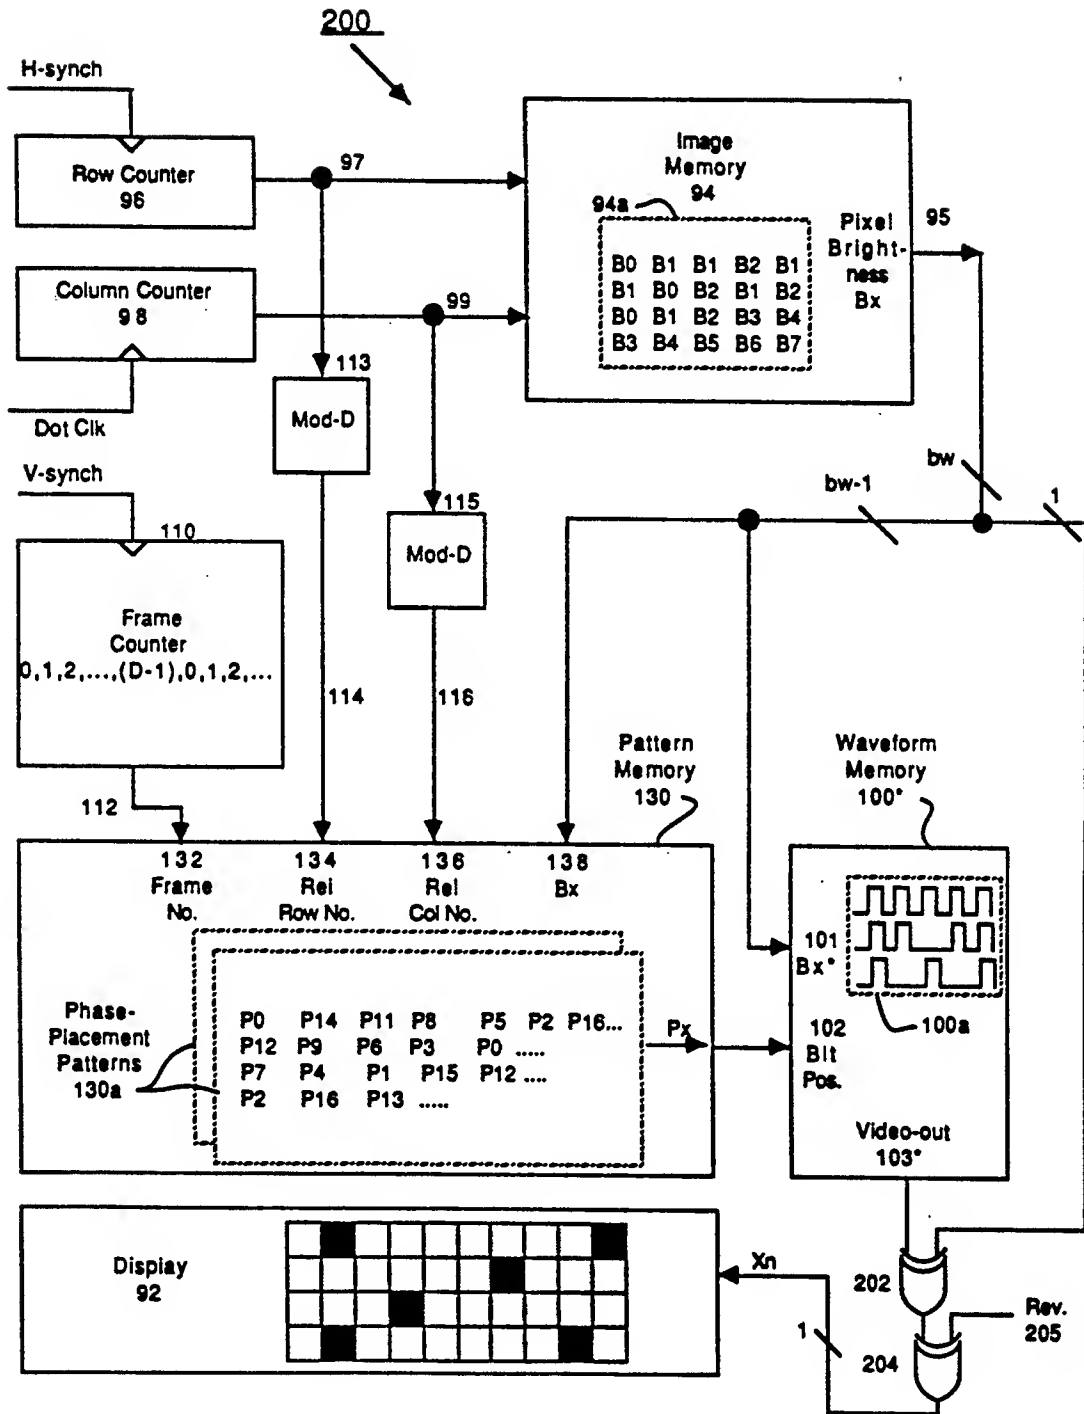 200
H-synch
Row Counter
96
97
Column Counter
98
99
Dot Clk
Image
Memory
94
94a
B0 B1 B1 B2 B1
B1 B0 B2 B1 B2
B0 B1 B2 B3 B4
B3 B4 B5 B6 B7
Pixel
Bright-
ness
Bx
95
113
Mod-D
115
Mod-D
bw
bw-1
1
V-synch
110
Frame
Counter
0,1,2,...,(D-1),0,1,2,...
112
114
116
Pattern
Memory
130
Waveform
Memory
100*
132
Frame
No.
134
Rel
Row No.
136
Rel
Col No.
138
Bx
Phase-
Placement
Patterns
130a
P0 P14 P11 P8 P5 P2 P16...
P12 P9 P6 P3 P0 .....
P7 P4 P1 P15 P12 ....
P2 P16 P13 .....
Px
101
Bx*
100a
102
Bit
Pos.
Video-out
103*
Display
92
Xn
1
202
204
Rev.
205